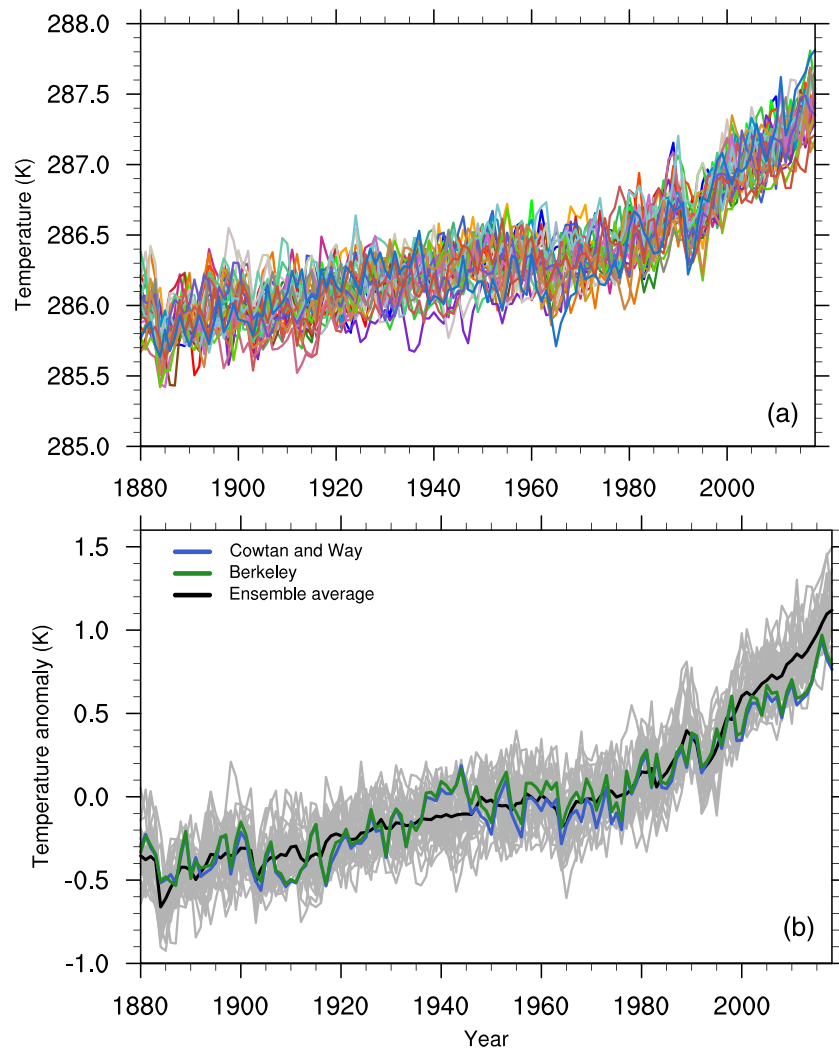 288.0
287.5
287.0
286.5
286.0
285.5
285.0
Temperature (K)
(a)
1880 1900 1920 1940 1960 1980 2000
1.5
1.0
0.5
0.0
-0.5
-1.0
Temperature anomaly (K)
Cowtan and Way
Berkeley
Ensemble average
(b)
1880 1900 1920 1940 1960 1980 2000
Year